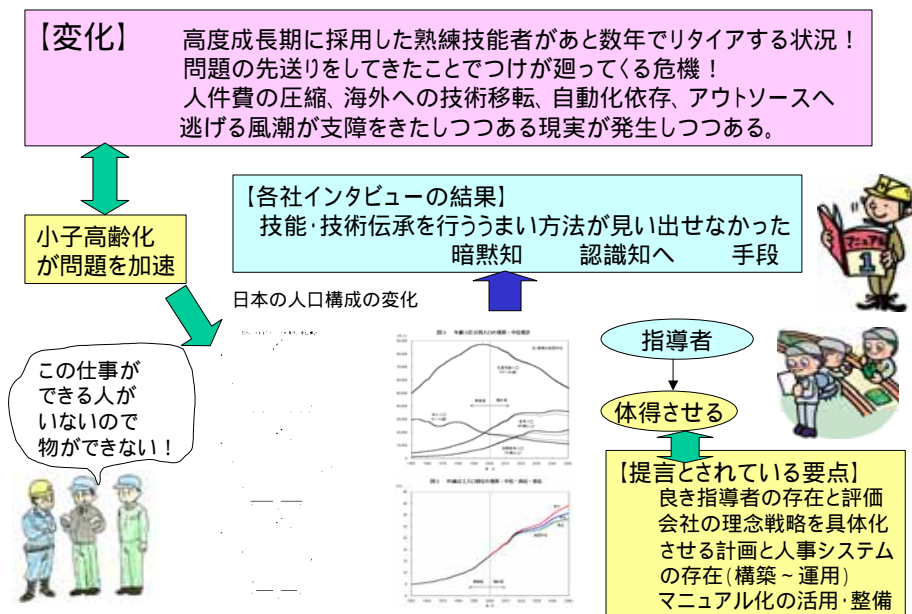 【変化】 高度成長期に採用した熟練技能者があと数年でリタイアする状況！
問題の先送りをしてきたことでつけが廻ってくる危機！
人件費の圧縮、海外への技術移転、自動化依存、アウトソースへ
逃げる風潮が支障をきたしつつある現実が発生しつつある。
【各社インタビューの結果】
技能・技術伝承を行ううまい方法が見い出せなかった
暗黙知 認識知へ 手段
小子高齢化
が問題を加速
マニュアル
1
日本の人口構成の変化
この仕事が
できる人が
いないので
物ができない！
指導者
体得させる
【提言とされている要点】
良き指導者の存在と評価
会社の理念戦略を具体化
させる計画と人事システム
の存在(構築～運用)
マニュアル化の活用・整備